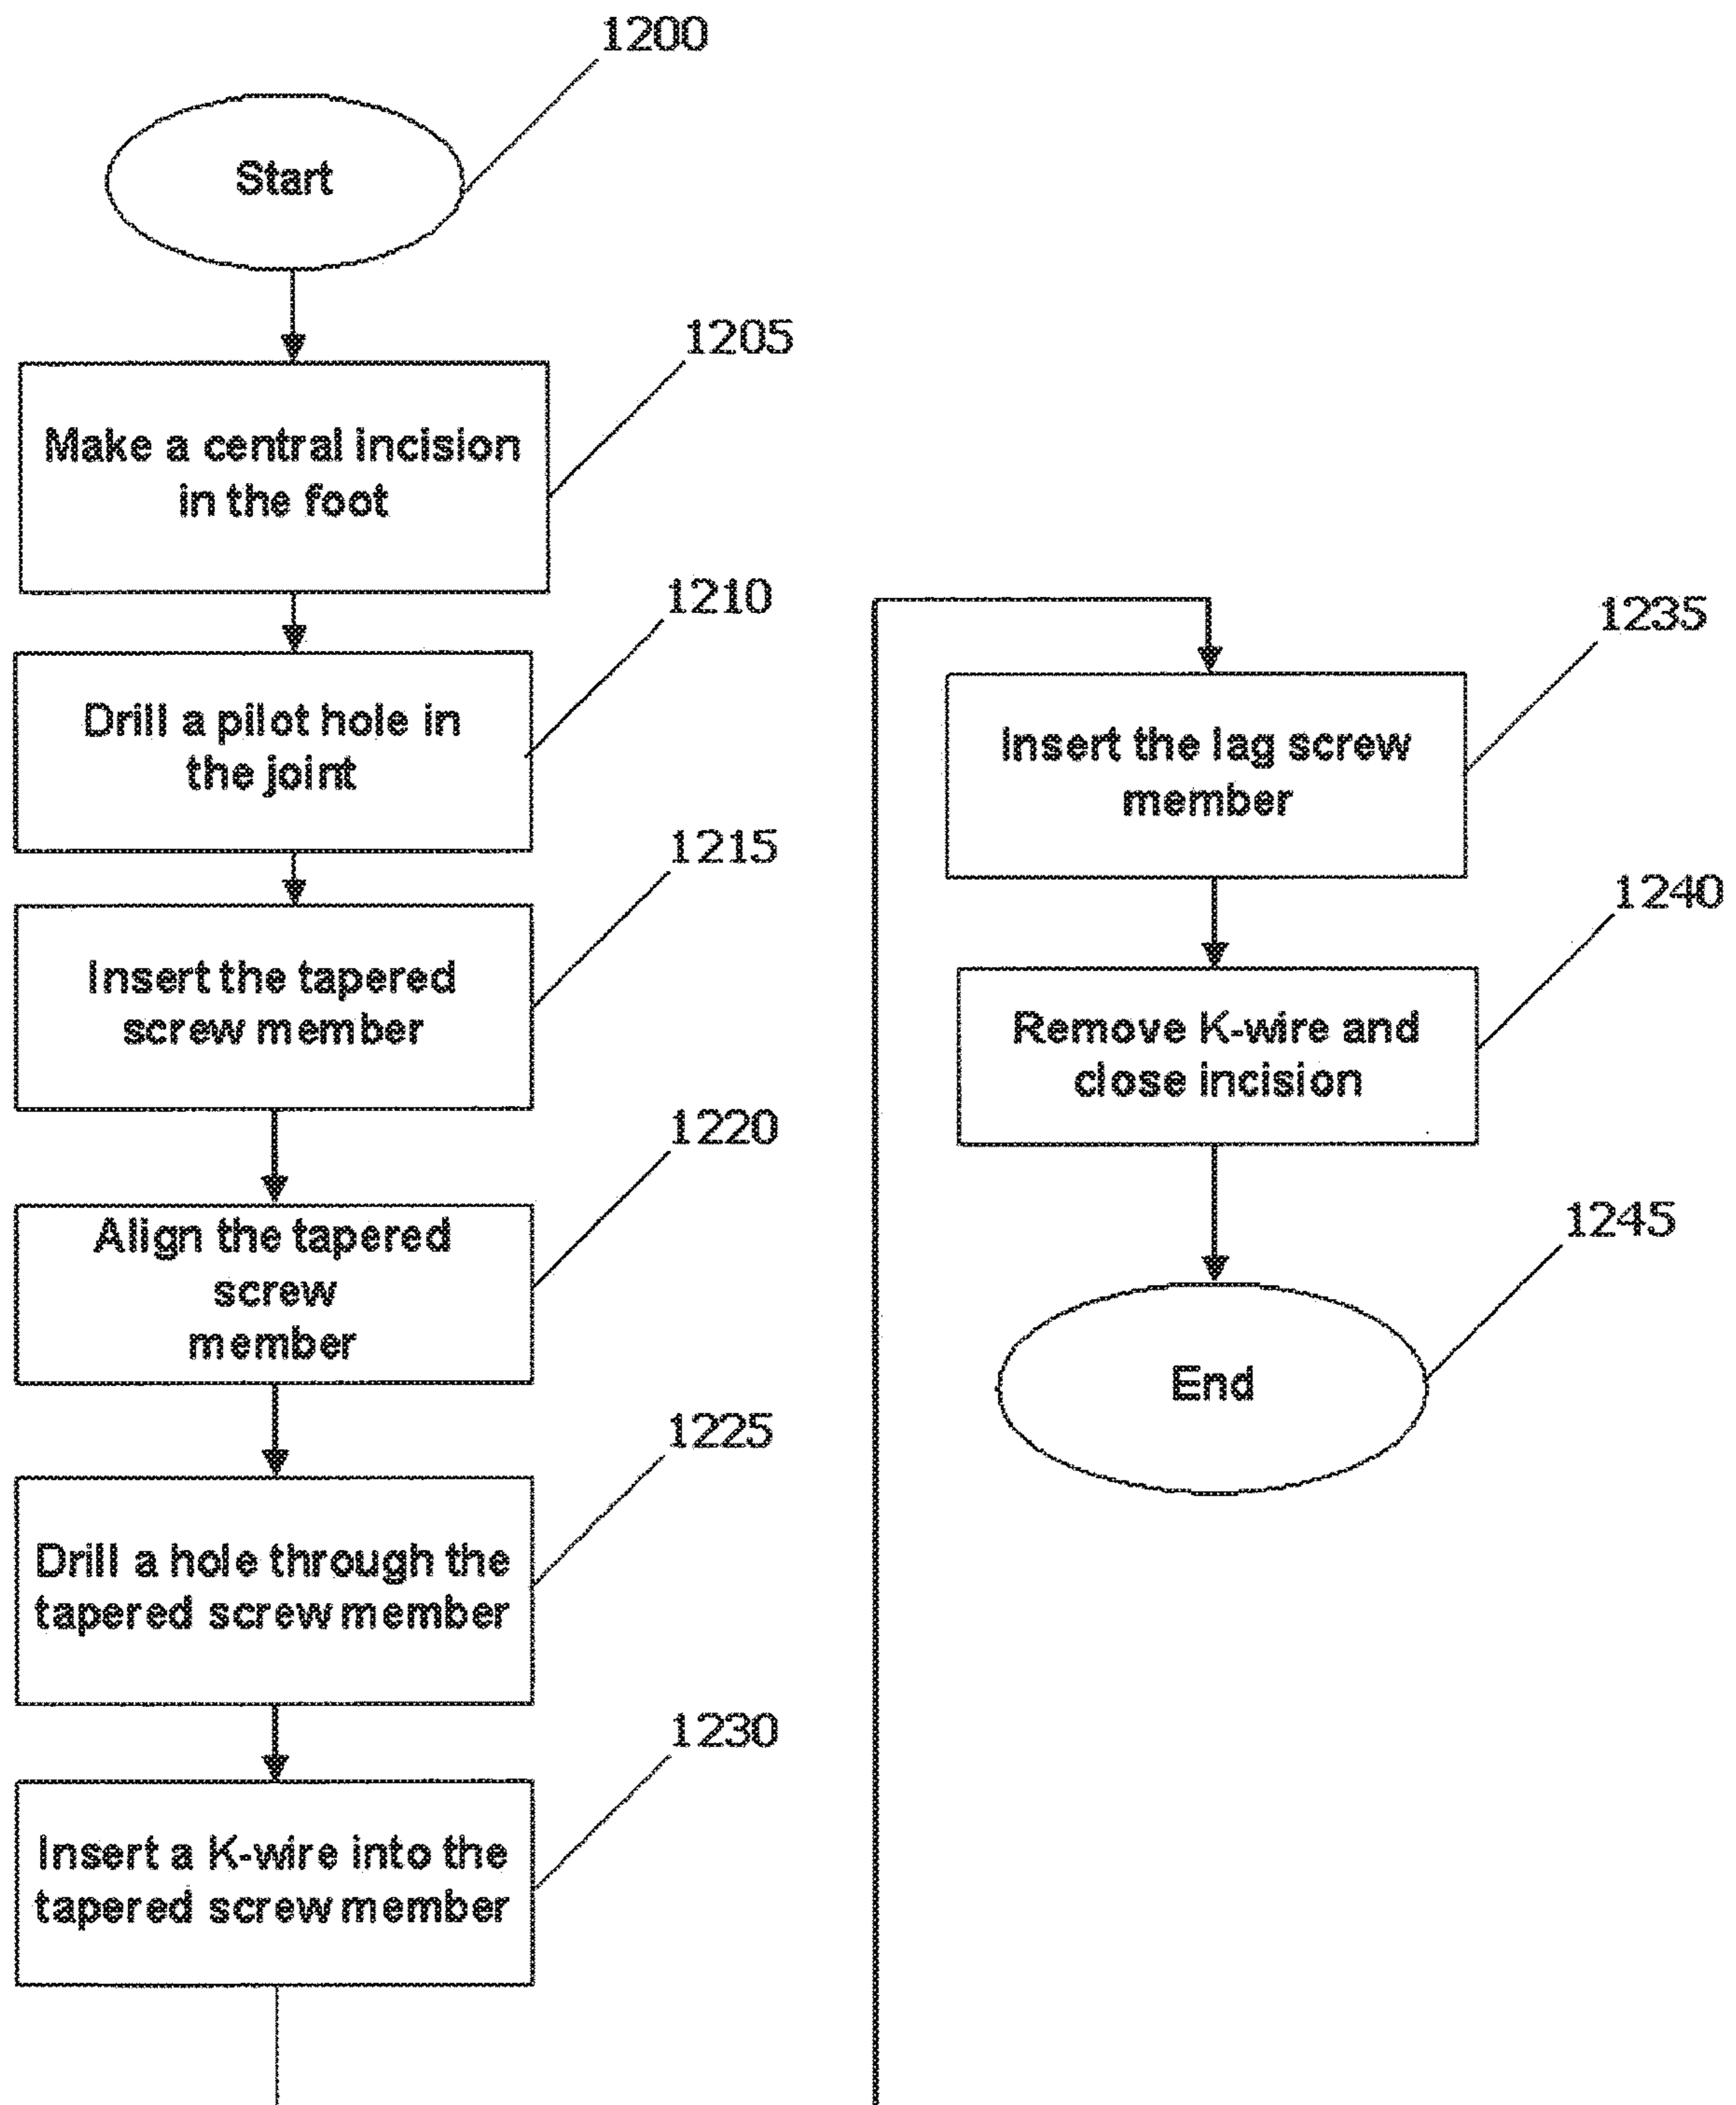 1200
Start
1205
Make a central incision
in the foot
1210
Drill a pilot hole in
the joint
1215
Insert the tapered
screw member
1220
Align the tapered
screw
member
1225
Drill a hole through the
tapered screw member
1230
Insert a K-wire into the
tapered screw member
1235
Insert the lag screw
member
1240
Remove K-wire and
close incision
1245
End